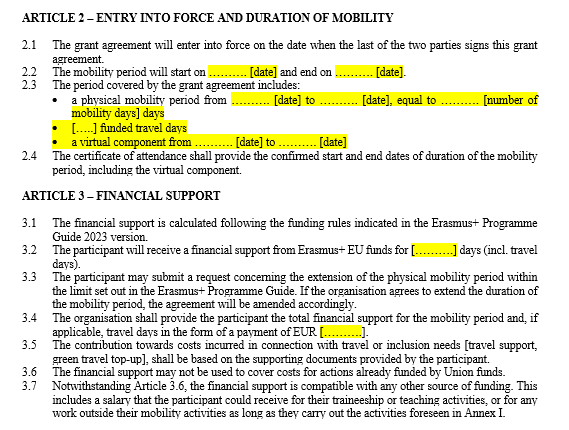 ARTICLE 2 – ENTRY INTO FORCE AND DURATION OF MOBILITY
2.1 The grant agreement will enter into force on the date when the last of the two parties signs this grant
agreement.
2.2 The mobility period will start on .......... [date] and end on .......... [date].
2.3 The period covered by the grant agreement includes:
• a physical mobility period from .......... [date] to .......... [date], equal to .......... [number of
mobility days] days
• [.....] funded travel days
• a virtual component from .......... [date] to .......... [date]
2.4 The certificate of attendance shall provide the confirmed start and end dates of duration of the mobility
period, including the virtual component.
ARTICLE 3 – FINANCIAL SUPPORT
3.1 The financial support is calculated following the funding rules indicated in the Erasmus+ Programme
Guide 2023 version.
3.2 The participant will receive a financial support from Erasmus+ EU funds for [..........] days (incl. travel
days).
3.3 The participant may submit a request concerning the extension of the physical mobility period within
the limit set out in the Erasmus+ Programme Guide. If the organisation agrees to extend the duration of
the mobility period, the agreement will be amended accordingly.
3.4 The organisation shall provide the participant the total financial support for the mobility period and, if
applicable, travel days in the form of a payment of EUR [..........].
3.5 The contribution towards costs incurred in connection with travel or inclusion needs [travel support,
green travel top-up], shall be based on the supporting documents provided by the participant.
3.6 The financial support may not be used to cover costs for actions already funded by Union funds.
3.7 Notwithstanding Article 3.6, the financial support is compatible with any other source of funding. This
includes a salary that the participant could receive for their traineeship or teaching activities, or for any
work outside their mobility activities as long as they carry out the activities foreseen in Annex I.